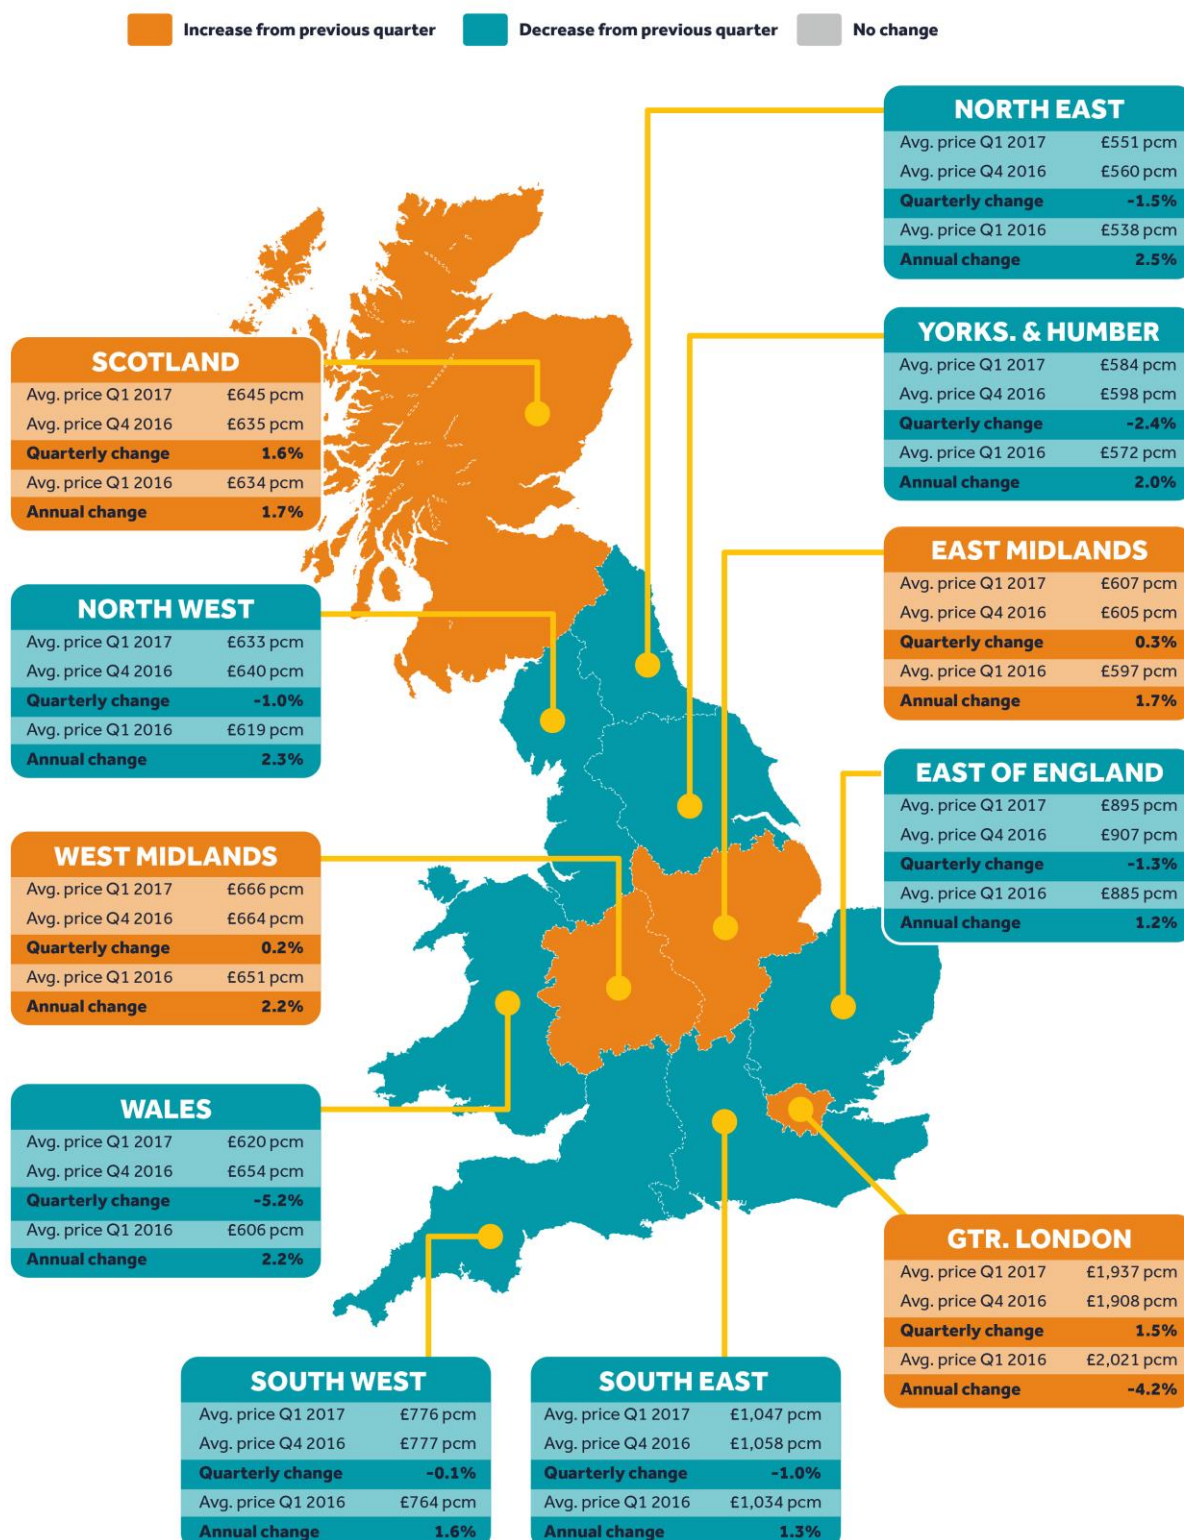 Increase from previous quarter
Decrease from previous quarter
No change
NORTH EAST
Avg. price Q1 2017 £551 pcm
Avg. price Q4 2016 £560 pcm
Quarterly change -1.5%
Avg. price Q1 2016 £538 pcm
Annual change 2.5%
YORKS. & HUMBER
Avg. price Q1 2017 £584 pcm
Avg. price Q4 2016 £598 pcm
Quarterly change -2.4%
Avg. price Q1 2016 £572 pcm
Annual change 2.0%
SCOTLAND
Avg. price Q1 2017 £645 pcm
Avg. price Q4 2016 £635 pcm
Quarterly change 1.6%
Avg. price Q1 2016 £634 pcm
Annual change 1.7%
EAST MIDLANDS
Avg. price Q1 2017 £607 pcm
Avg. price Q4 2016 £605 pcm
Quarterly change 0.3%
Avg. price Q1 2016 £597 pcm
Annual change 1.7%
NORTH WEST
Avg. price Q1 2017 £633 pcm
Avg. price Q4 2016 £640 pcm
Quarterly change -1.0%
Avg. price Q1 2016 £619 pcm
Annual change 2.3%
EAST OF ENGLAND
Avg. price Q1 2017 £895 pcm
Avg. price Q4 2016 £907 pcm
Quarterly change -1.3%
Avg. price Q1 2016 £885 pcm
Annual change 1.2%
WEST MIDLANDS
Avg. price Q1 2017 £666 pcm
Avg. price Q4 2016 £664 pcm
Quarterly change 0.2%
Avg. price Q1 2016 £651 pcm
Annual change 2.2%
WALES
Avg. price Q1 2017 £620 pcm
Avg. price Q4 2016 £654 pcm
Quarterly change -5.2%
Avg. price Q1 2016 £606 pcm
Annual change 2.2%
GTR. LONDON
Avg. price Q1 2017 £1,937 pcm
Avg. price Q4 2016 £1,908 pcm
Quarterly change 1.5%
Avg. price Q1 2016 £2,021 pcm
Annual change -4.2%
SOUTH WEST
Avg. price Q1 2017 £776 pcm
Avg. price Q4 2016 £777 pcm
Quarterly change -0.1%
Avg. price Q1 2016 £764 pcm
Annual change 1.6%
SOUTH EAST
Avg. price Q1 2017 £1,047 pcm
Avg. price Q4 2016 £1,058 pcm
Quarterly change -1.0%
Avg. price Q1 2016 £1,034 pcm
Annual change 1.3%